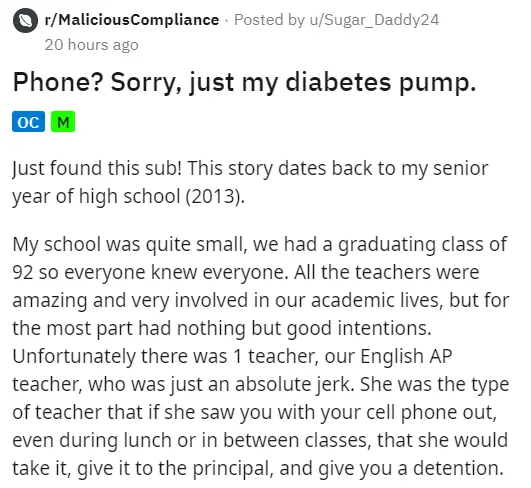 r/MaliciousCompliance · Posted by u/Sugar_Daddy24
20 hours ago
Phone? Sorry, just my diabetes pump.
OC M
Just found this sub! This story dates back to my senior
year of high school (2013).
My school was quite small, we had a graduating class of
92 so everyone knew everyone. All the teachers were
amazing and very involved in our academic lives, but for
the most part had nothing but good intentions.
Unfortunately there was 1 teacher, our English AP
teacher, who was just an absolute jerk. She was the type
of teacher that if she saw you with your cell phone out,
even during lunch or in between classes, that she would
take it, give it to the principal, and give you a detention.